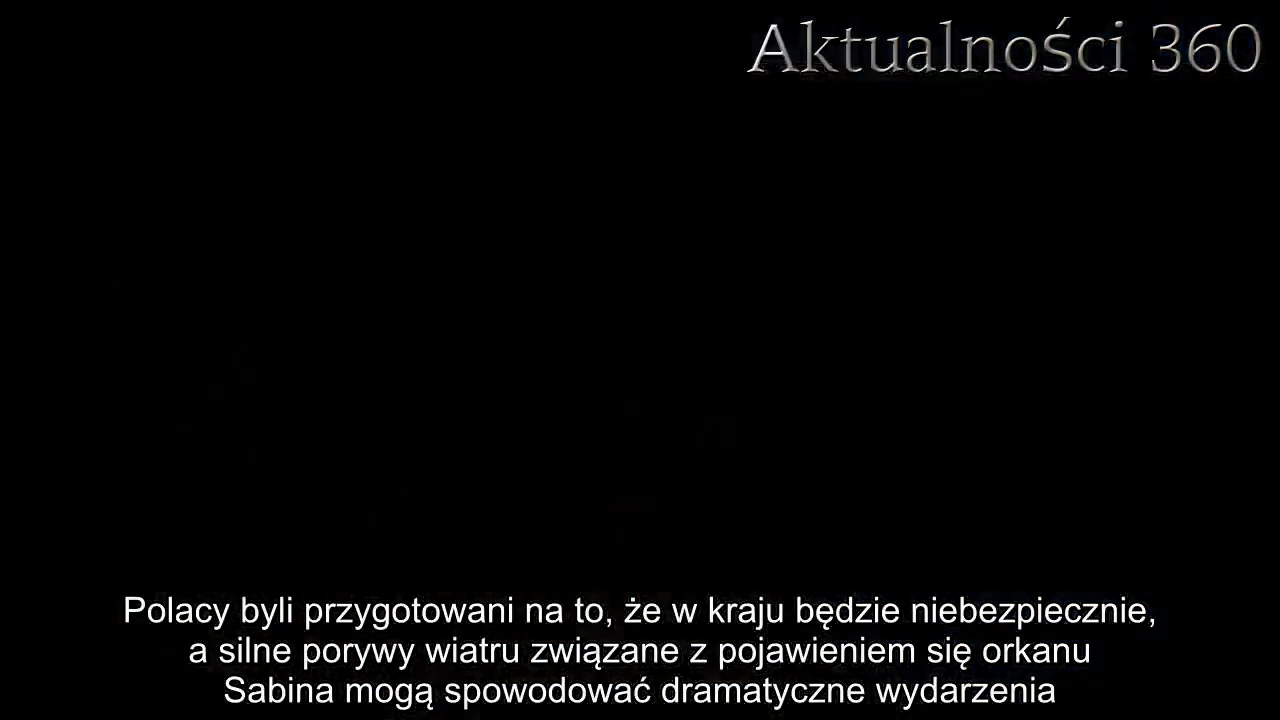 Aktualności 360
Polacy byli przygotowani na to, że w kraju będzie niebezpiecznie,
a silne porywy wiatru związane z pojawieniem się orkanu
Sabina mogą spowodować dramatyczne wydarzenia